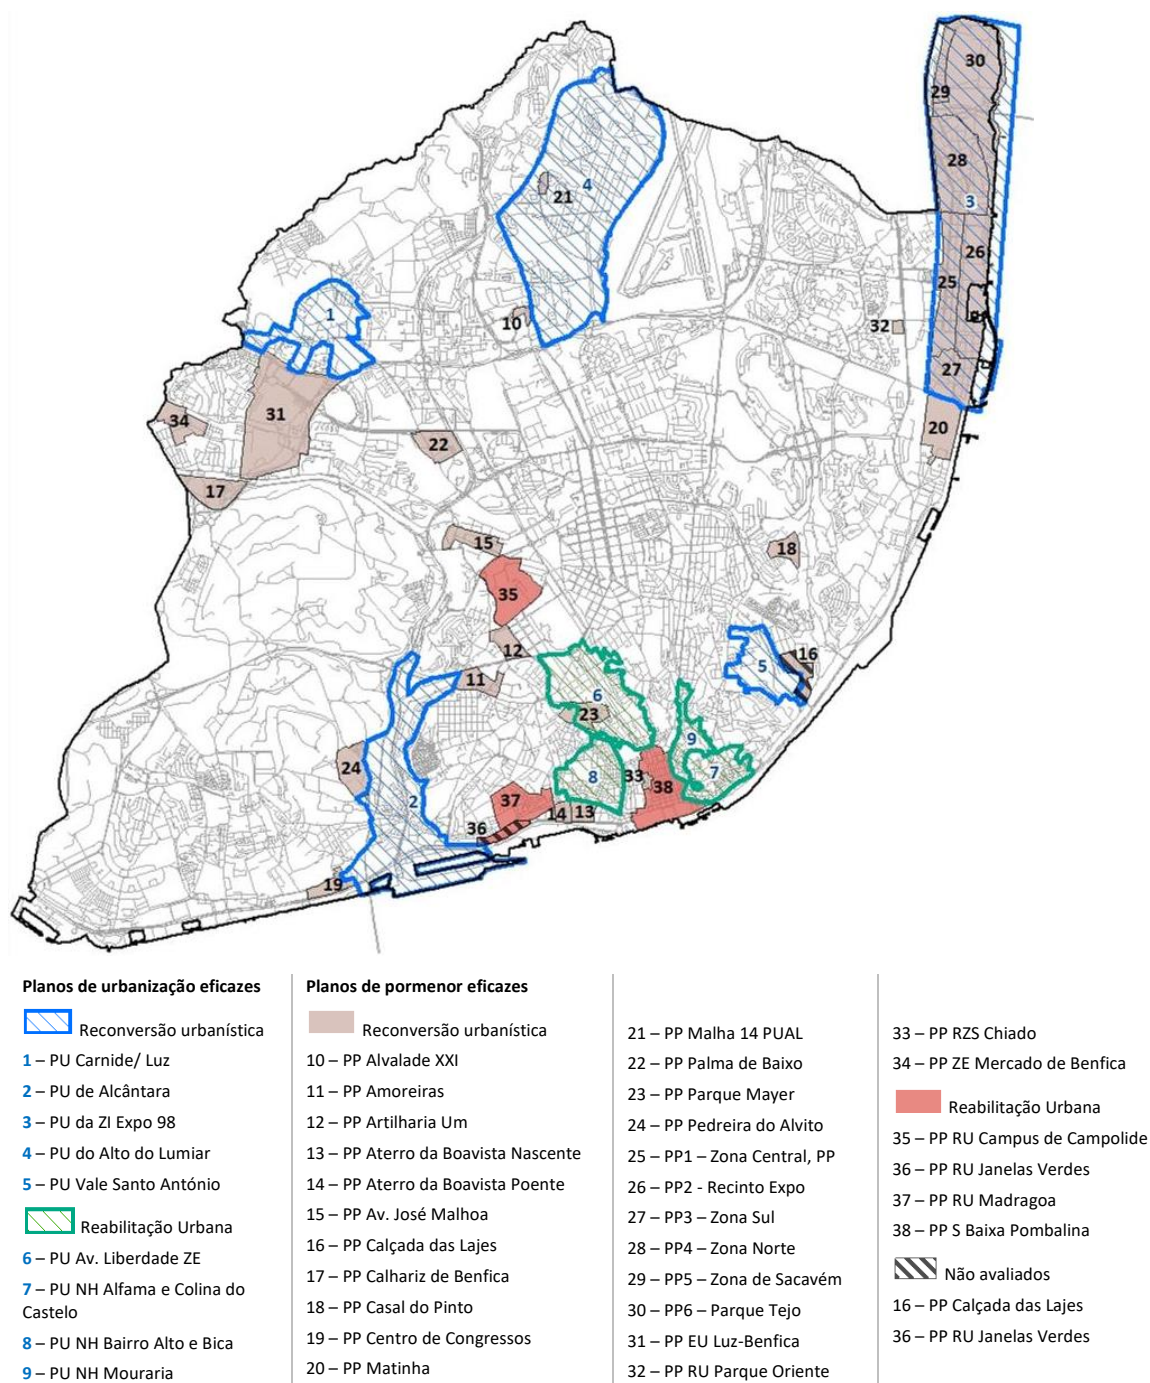 30
29
4
21
28
3
26
25
1
10
32
27
31
34
20
22
17
15
18
35
12
16
5
11
6
23
9
24
8
33
7
38
2
37
14
13
36
19
Planos de urbanização eficazes
Reconversão urbanística
1 – PU Carnide/ Luz
2 – PU de Alcântara
3 – PU da ZI Expo 98
4 – PU do Alto do Lumiar
5 – PU Vale Santo António
Reabilitação Urbana
6 – PU Av. Liberdade ZE
7 – PU NH Alfama e Colina do
Castelo
8 – PU NH Bairro Alto e Bica
9 – PU NH Mouraria
Planos de pormenor eficazes
Reconversão urbanística
10 – PP Alvalade XXI
11 – PP Amoreiras
12 – PP Artilharia Um
13 – PP Aterro da Boavista Nascente
14 – PP Aterro da Boavista Poente
15 – PP Av. José Malhoa
16 – PP Calçada das Lajes
17 – PP Calhariz de Benfica
18 – PP Casal do Pinto
19 – PP Centro de Congressos
20 – PP Matinha
21 – PP Malha 14 PUAL
22 – PP Palma de Baixo
23 – PP Parque Mayer
24 – PP Pedreira do Alvito
25 – PP1 – Zona Central, PP
26 – PP2 - Recinto Expo
27 – PP3 – Zona Sul
28 – PP4 – Zona Norte
29 – PP5 – Zona de Sacavém
30 – PP6 – Parque Tejo
31 – PP EU Luz-Benfica
32 – PP RU Parque Oriente
33 – PP RZS Chiado
34 – PP ZE Mercado de Benfica
Reabilitação Urbana
35 – PP RU Campus de Campolide
36 – PP RU Janelas Verdes
37 – PP RU Madragoa
38 – PP S Baixa Pombalina
Não avaliados
16 – PP Calçada das Lajes
36 – PP RU Janelas Verdes